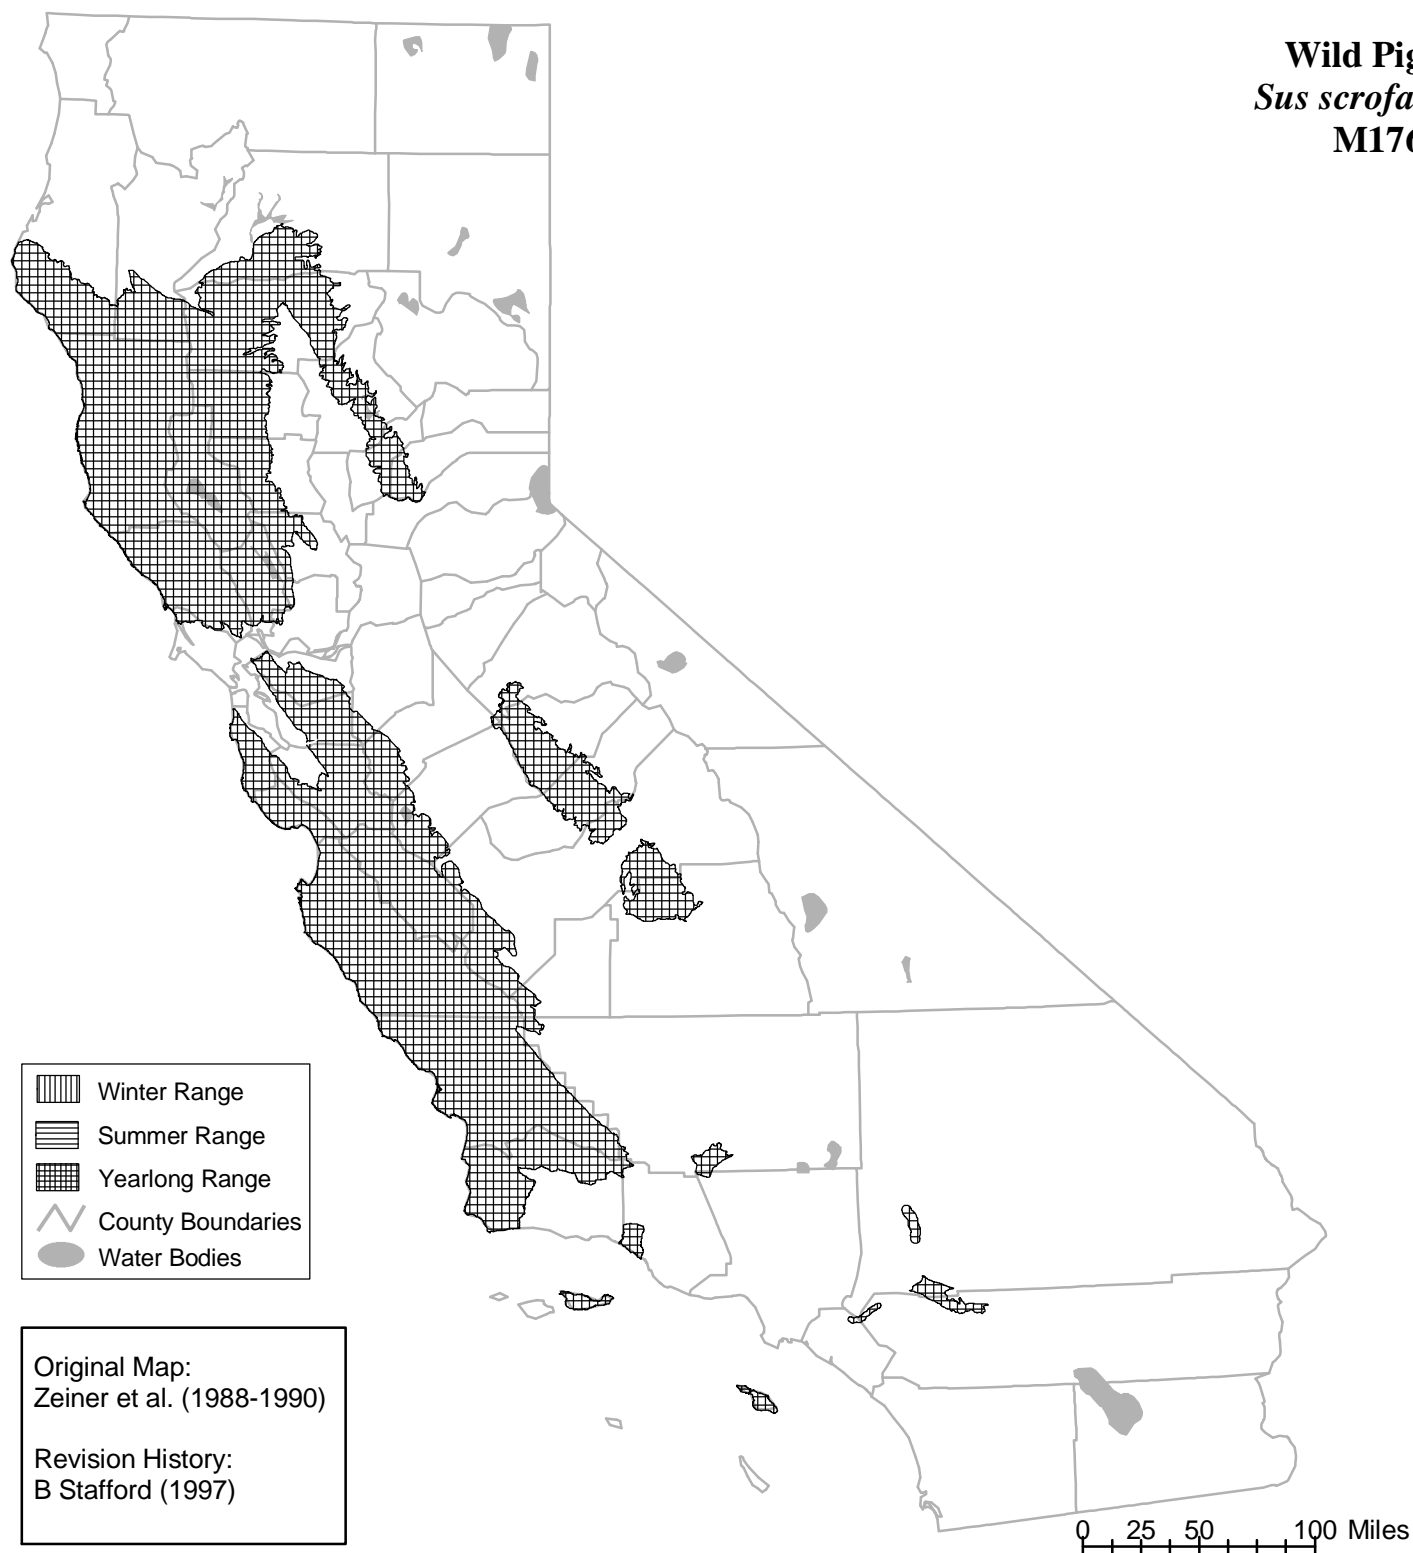 Wild Pig
Sus scrofa
M176
Winter Range
Summer Range
Yearlong Range
County Boundaries
Water Bodies
Original Map:
Zeiner et al. (1988-1990)
Revision History:
B Stafford (1997)
0 25 50 100 Miles